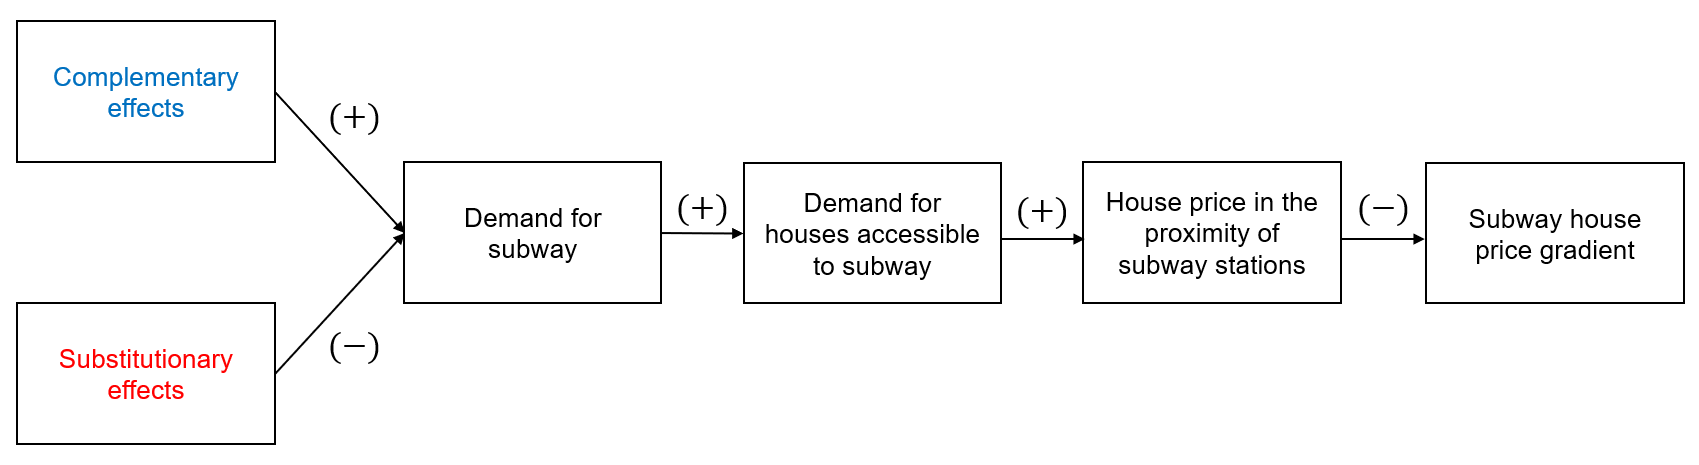 Complementary
effects
(+)
Demand for
subway
(+)
Demand for
houses accessible
to subway
(+)
House price in the
proximity of
subway stations
(−)
Subway house
price gradient
(−)
Substitutionary
effects